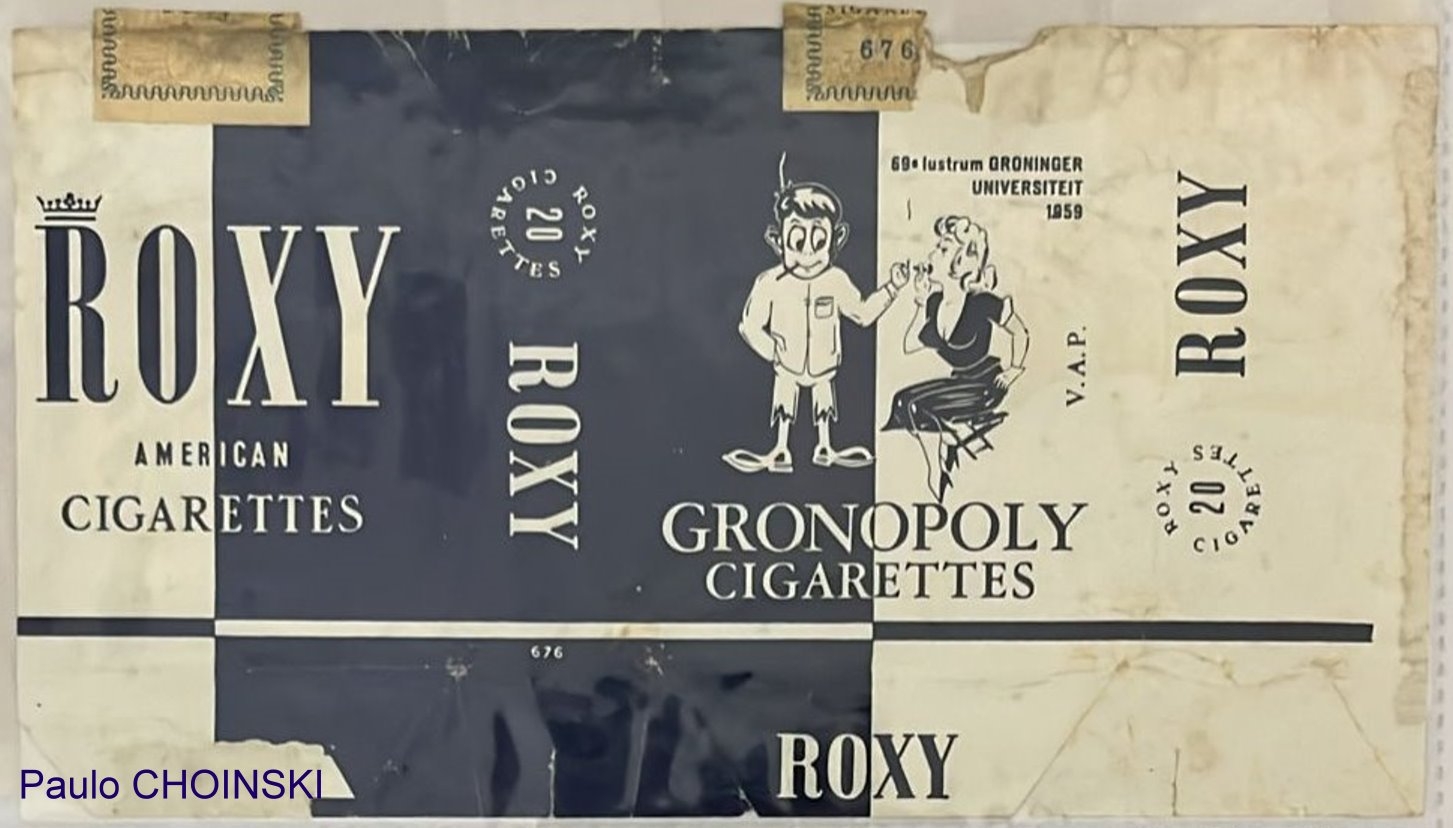 676
ROXY
AMERICAN
CIGARETTES
ROXY
20
CIGARETTES
ROXY
69e lustrum GRONINGER
UNIVERSITEIT
1959
V.A.P.
GRONOPOLY
CIGARETTES
ROXY
ROXY
20
CIGARETTES
676
ROXY
Paulo CHOINSKI